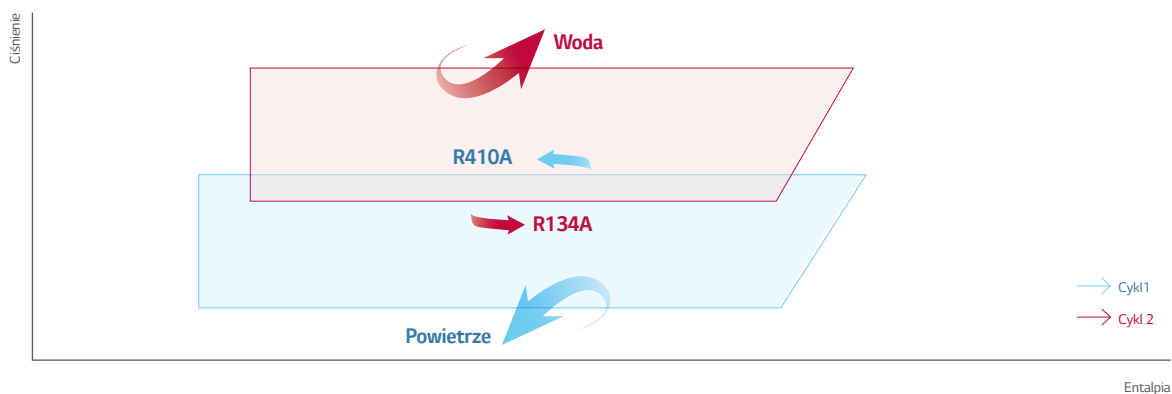 Ciśnienie
Woda
R410A
R134A
Powietrze
Cykl1
Cykl 2
Entalpia